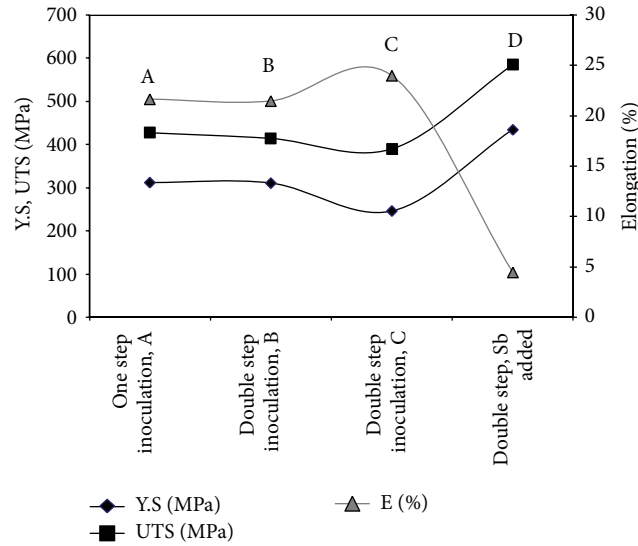 700
600
500
400
300
200
100
0
Y.S, UTS (MPa)
30
25
20
15
10
5
0
Elongation (%)
A
B
C
D
One step
inoculation, A
Double step
inoculation, B
Double step
inoculation, C
Double step, Sb
added
Y.S (MPa)
E (%)
UTS (MPa)